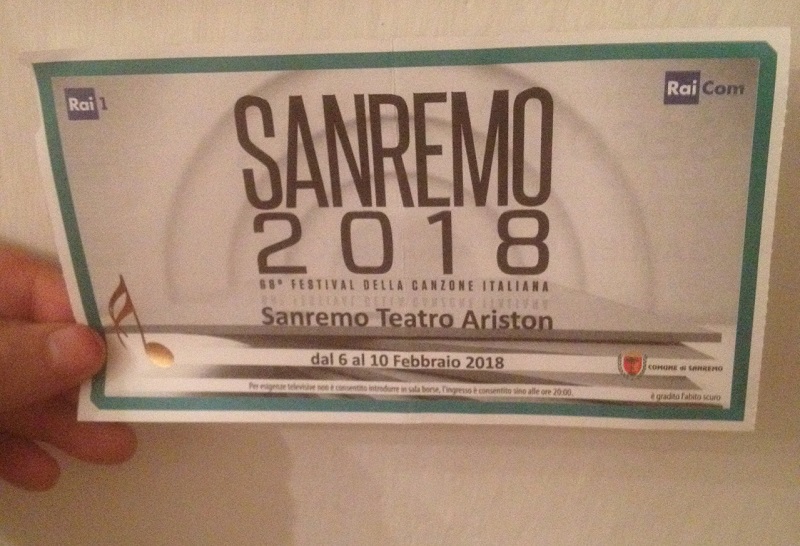 Rai 1
Rai Com
SANREMO
2018
68° FESTIVAL DELLA CANZONE ITALIANA
Sanremo Teatro Ariston
dal 6 al 10 Febbraio 2018
COMUNE di SANREMO
Per esigenze televisive non è consentito introdurre in sala borse, l'ingresso è consentito sino alle ore 20:00.
è gradito l'abito scuro